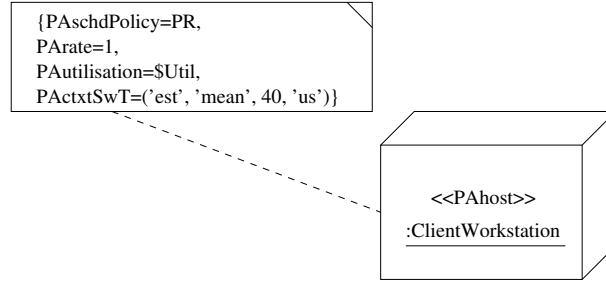 {PAschdPolicy=PR,
PArate=1,
PAutilisation=$Util,
PActxtSwT=('est', 'mean', 40, 'us')}
<<PAhost>>
:ClientWorkstation